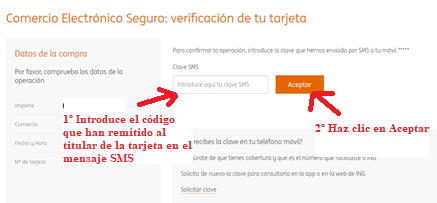 Comercio Electrónico Seguro: verificación de tu tarjeta
Datos de la compra
Por favor, comprueba los datos de la
operación
Importe
Comercio
Fecha y Hora
Nº de tarjeta
Para confirmar la operación, introduce la clave que hemos enviado por SMS a tu móvil *****
Clave SMS
Introduce aquí tu clave SMS
Aceptar
1º Introduce el código
que han remitido al
titular de la tarjeta en el
mensaje SMS
2º Haz clic en Aceptar
recibes la clave en tu teléfono móvil?
de que tienes cobertura y que es el número que facilitaste a ING
Solicita de nuevo la clave para consultarla en la app o en la web de ING
Solicitar clave